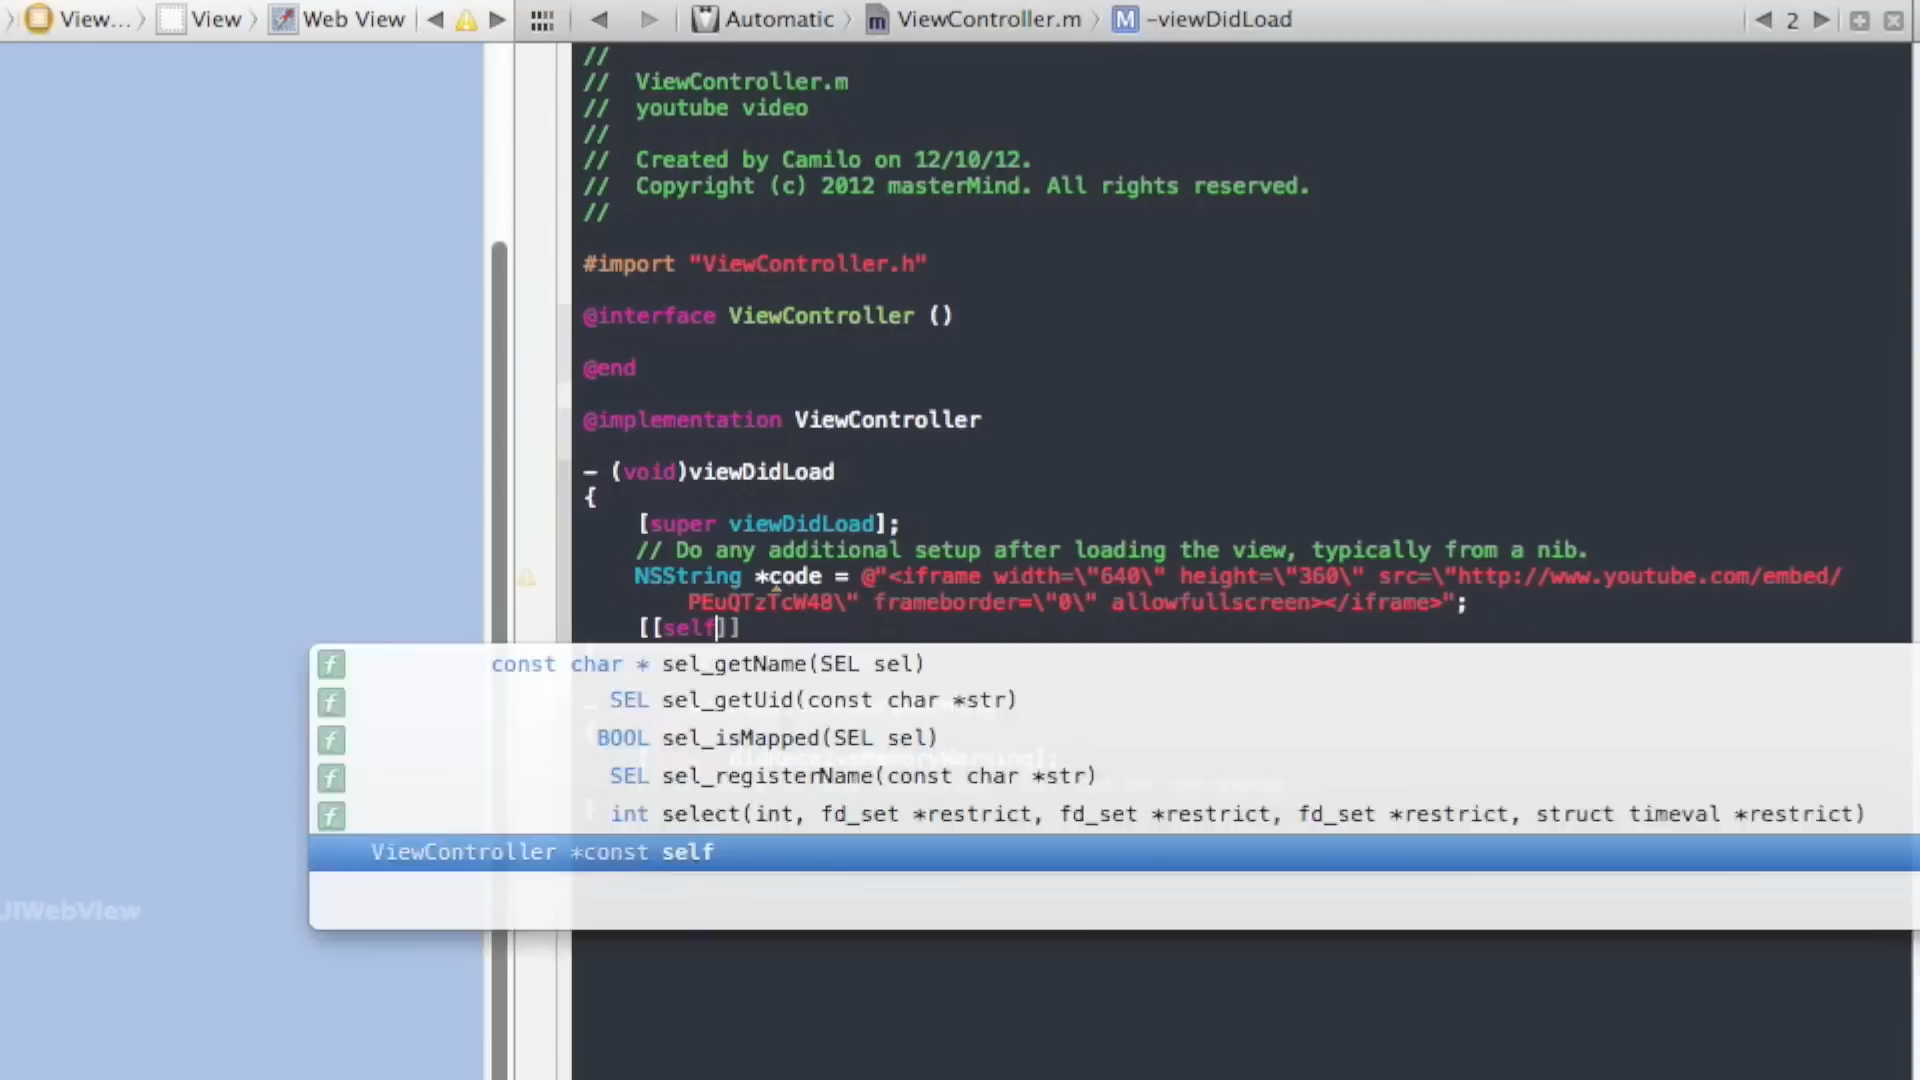 View... View Web View Automatic ViewController.m -viewDidLoad 2
//
// ViewController.m
// youtube video
//
// Created by Camilo on 12/10/12.
// Copyright (c) 2012 masterMind. All rights reserved.
//
#import "ViewController.h"
@interface ViewController ()
@end
@implementation ViewController
- (void)viewDidLoad
{
[super viewDidLoad];
// Do any additional setup after loading the view, typically from a nib.
NSString *code = @"<iframe width=\"640\" height=\"360\" src=\"http://www.youtube.com/embed/
PEuQTzTcW48\" frameborder=\"0\" allowfullscreen></iframe>";
[[self]]
f const char * sel_getName(SEL sel)
f SEL sel_getUid(const char *str)
f BOOL sel_isMapped(SEL sel)
f SEL sel_registerName(const char *str)
f int select(int, fd_set *restrict, fd_set *restrict, fd_set *restrict, struct timeval *restrict)
ViewController *const self
UIWebView